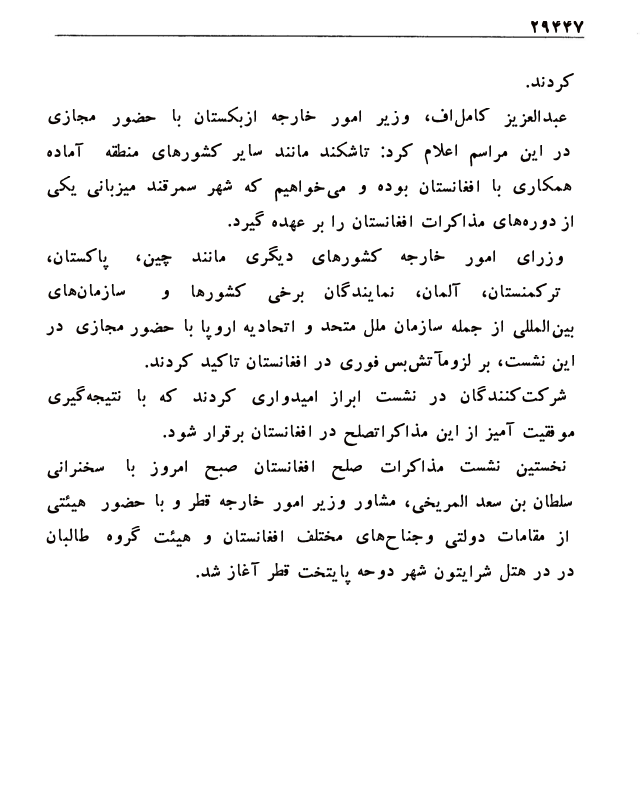 ۲۹۴۴۷
کردند.
عبدالعزیز کامل‌اف، وزیر امور خارجه ازبکستان با حضور مجازی
در این مراسم اعلام کرد: تاشکند مانند سایر کشورهای منطقه آماده
همکاری با افغانستان بوده و می‌خواهیم که شهر سمرقند میزبانی یکی
از دوره‌های مذاکرات افغانستان را بر عهده گیرد.
وزرای امور خارجه کشورهای دیگری مانند چین، پاکستان،
ترکمنستان، آلمان، نمایندگان برخی کشورها و سازمان‌های
بین‌المللی از جمله سازمان ملل متحد و اتحادیه اروپا با حضور مجازی در
این نشست، بر لزوم‌آتش‌بس فوری در افغانستان تاکید کردند.
شرکت‌کنندگان در نشست ابراز امیدواری کردند که با نتیجه‌گیری
موفقیت آمیز از این مذاکراتصلح در افغانستان برقرار شود.
نخستین نشست مذاکرات صلح افغانستان صبح امروز با سخنرانی
سلطان بن سعد المریخی، مشاور وزیر امور خارجه قطر و با حضور هیئتی
از مقامات دولتی وجناح‌های مختلف افغانستان و هیئت گروه طالبان
در در هتل شرایتون شهر دوحه پایتخت قطر آغاز شد.